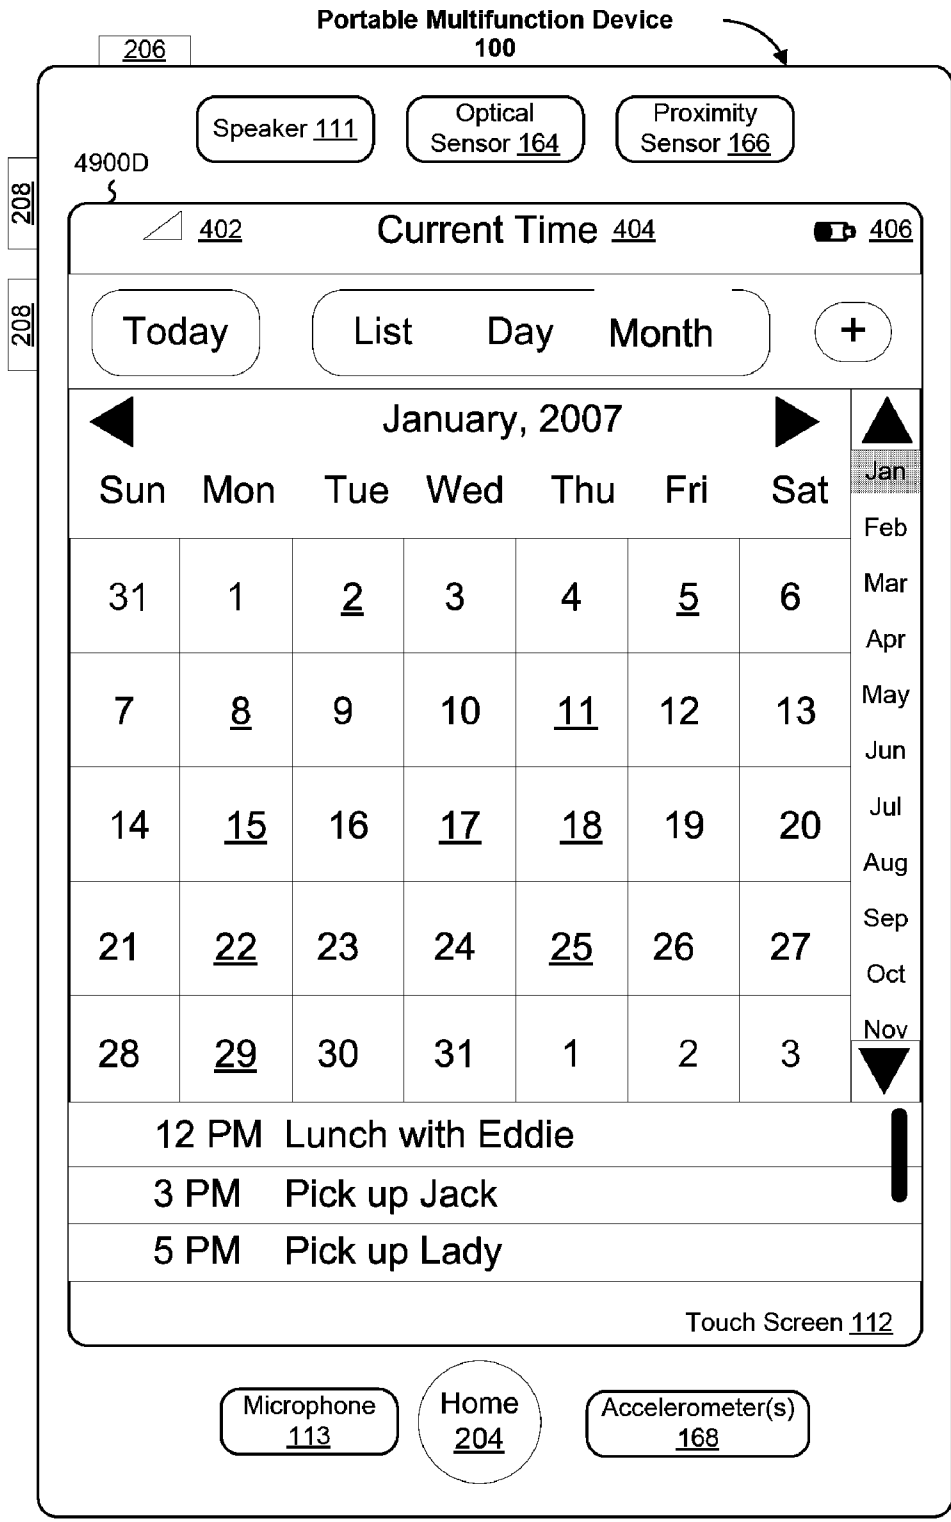 Portable Multifunction Device
100
206
Speaker 111
Optical
Sensor 164
Proximity
Sensor 166
4900D
208
208
402
Current Time 404
406
Today
List Day Month
+
January, 2007
Sun Mon Tue Wed Thu Fri Sat
31 1 2 3 4 5 6
7 8 9 10 11 12 13
14 15 16 17 18 19 20
21 22 23 24 25 26 27
28 29 30 31 1 2 3
Jan
Feb
Mar
Apr
May
Jun
Jul
Aug
Sep
Oct
Nov
12 PM Lunch with Eddie
3 PM Pick up Jack
5 PM Pick up Lady
Touch Screen 112
Microphone
113
Home
204
Accelerometer(s)
168